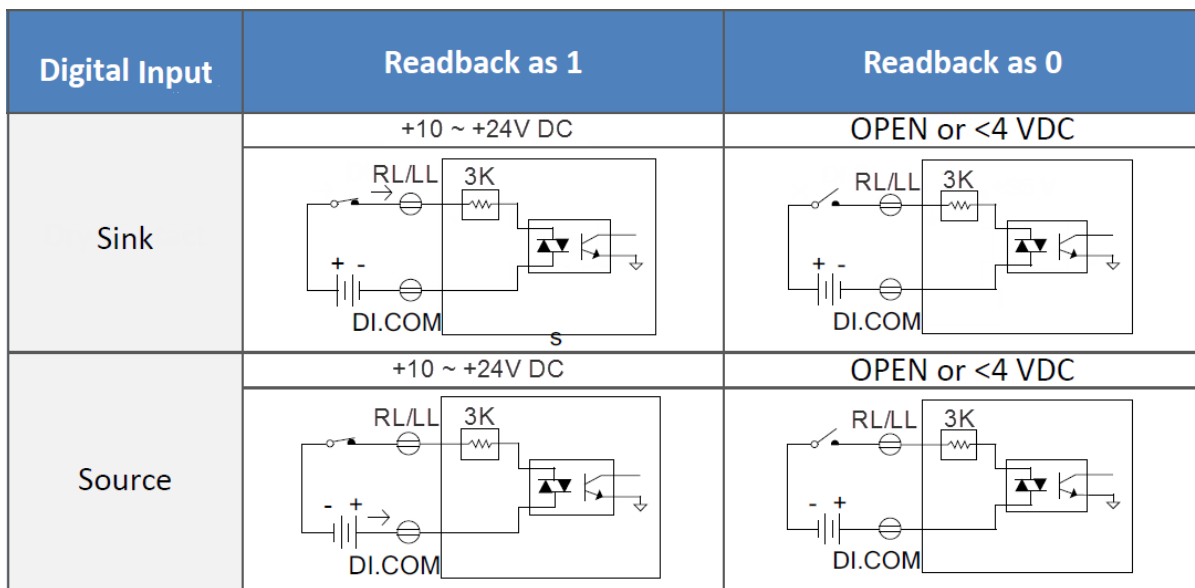 Digital Input
Readback as 1
Readback as 0
Sink
+10 ~ +24V DC
OPEN or <4 VDC
RL/LL 3K
+ -
DI.COM
s
RL/LL 3K
+ -
DI.COM
Source
+10 ~ +24V DC
OPEN or <4 VDC
RL/LL 3K
- +
DI.COM
RL/LL 3K
- +
DI.COM